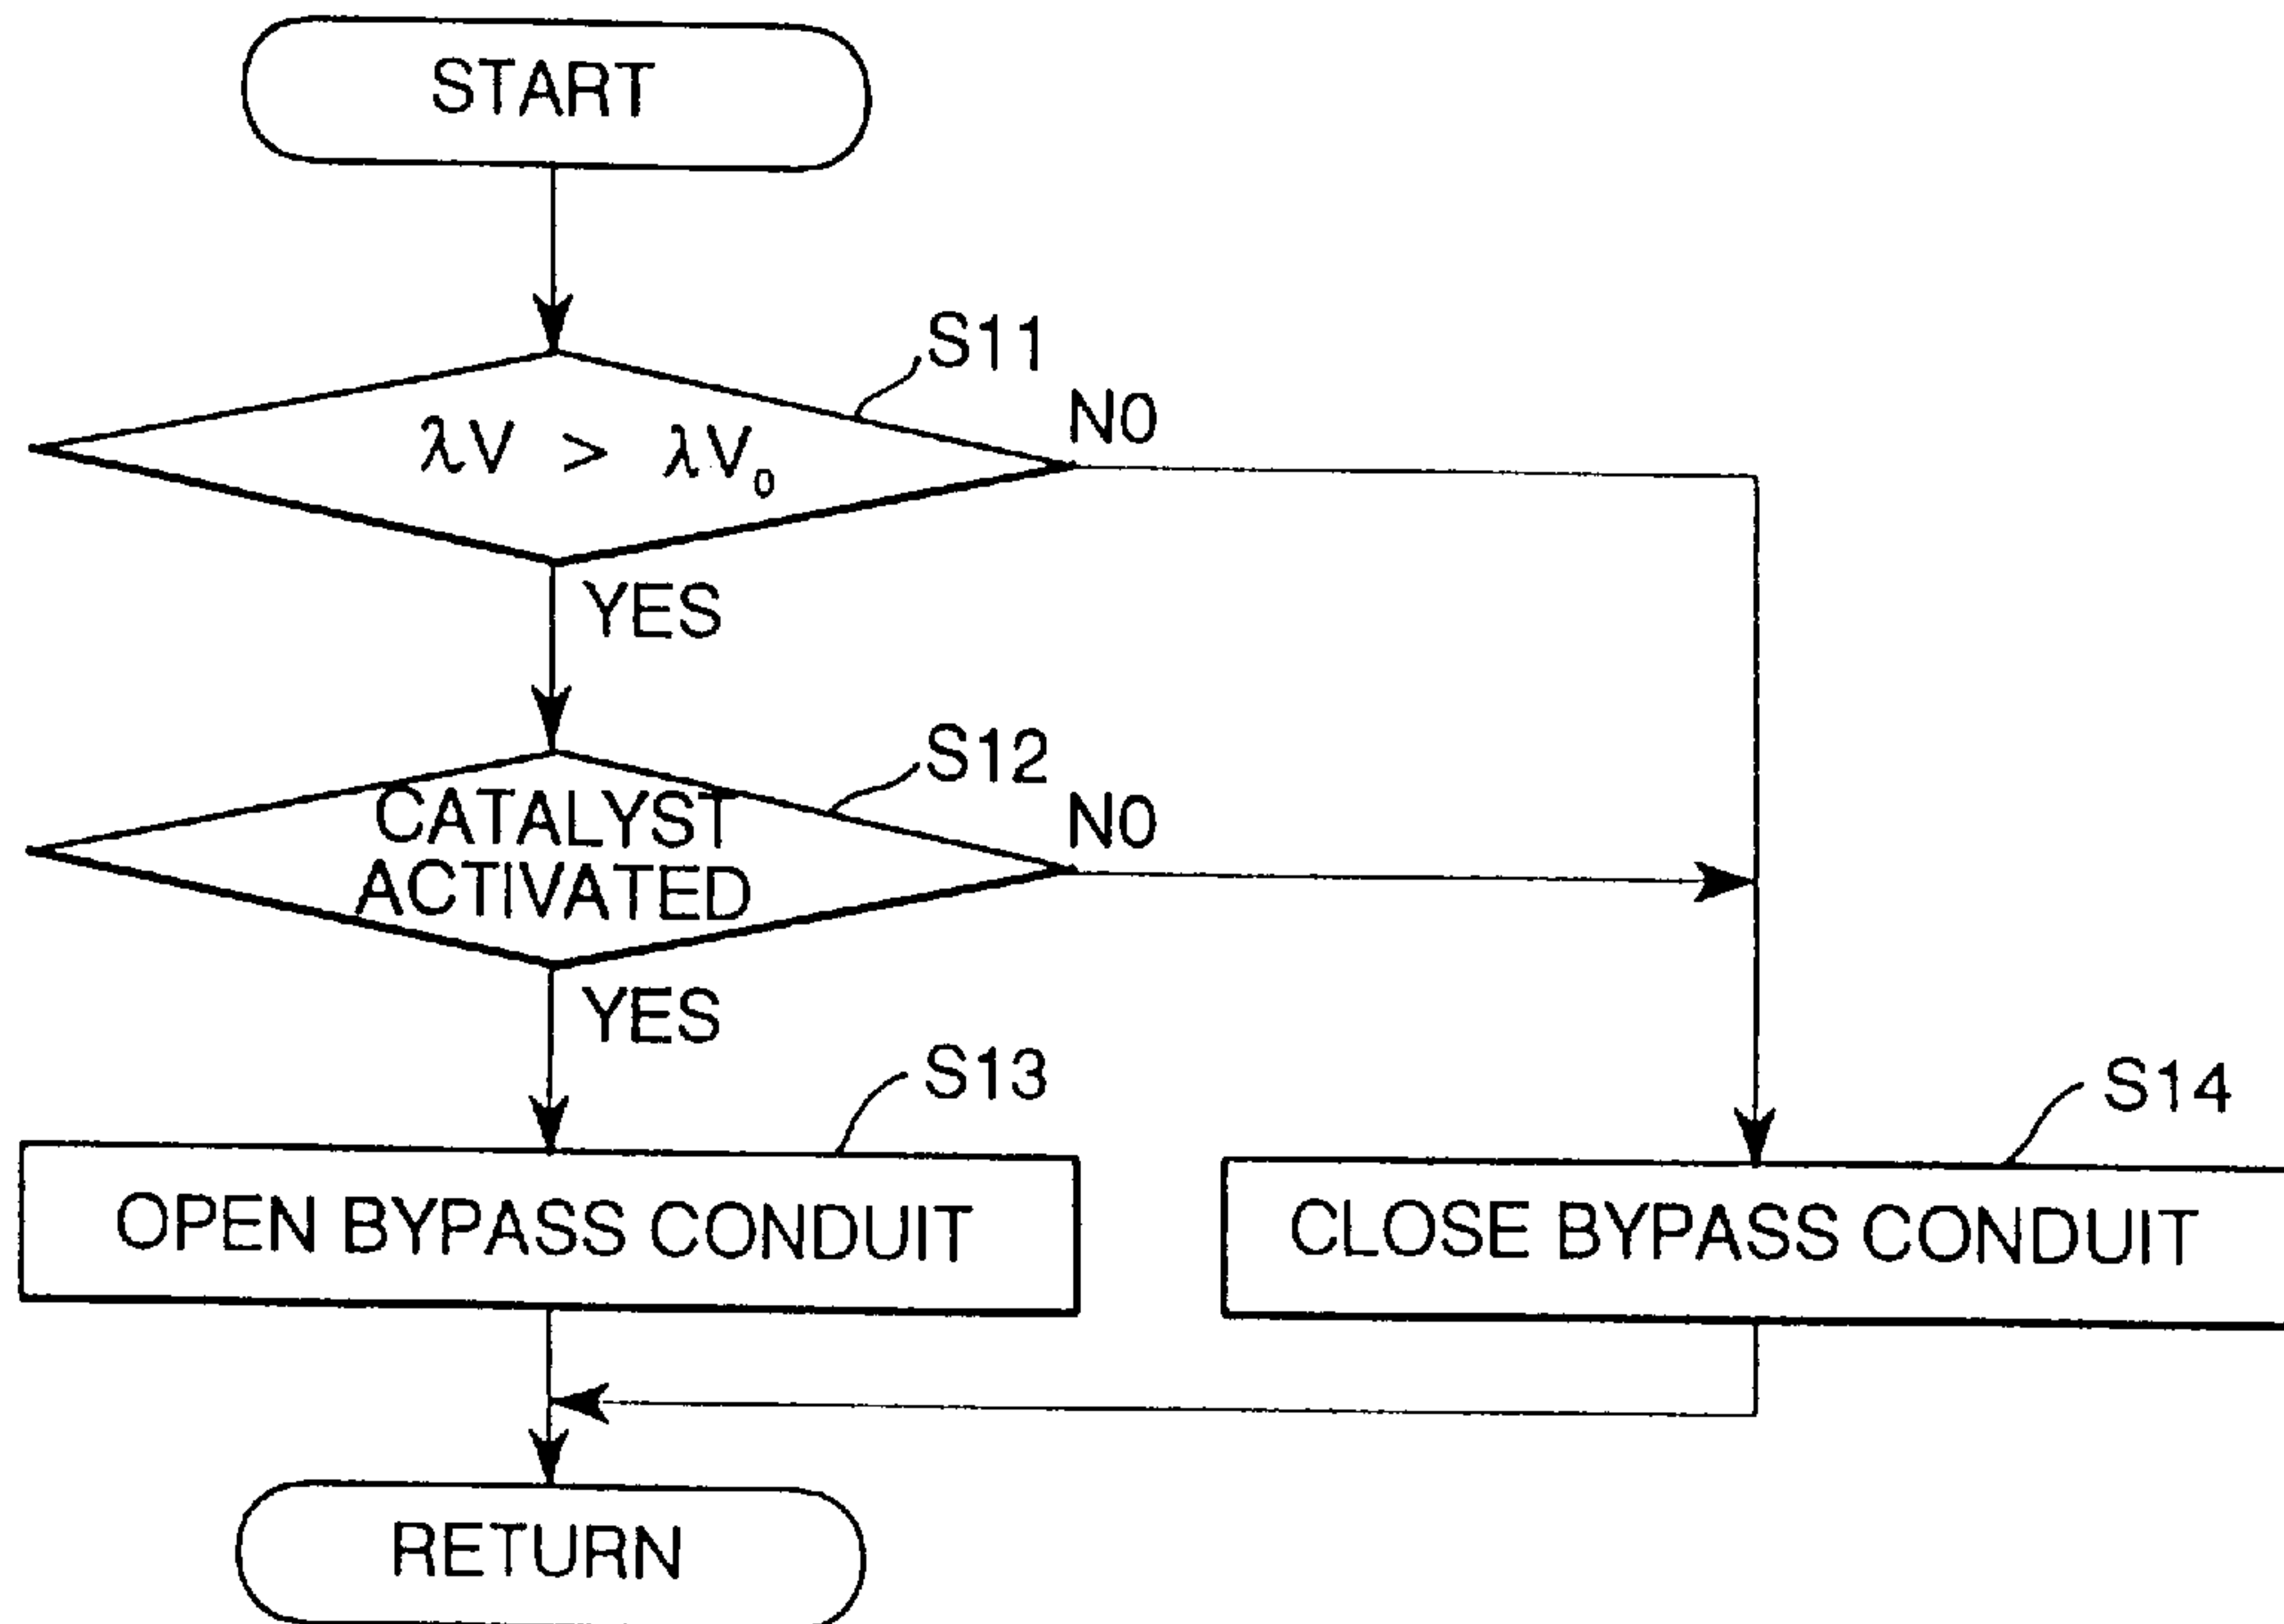 START
S11
λV > λV₀
NO
YES
S12
CATALYST
ACTIVATED
NO
YES
S13
S14
OPEN BYPASS CONDUIT
CLOSE BYPASS CONDUIT
RETURN